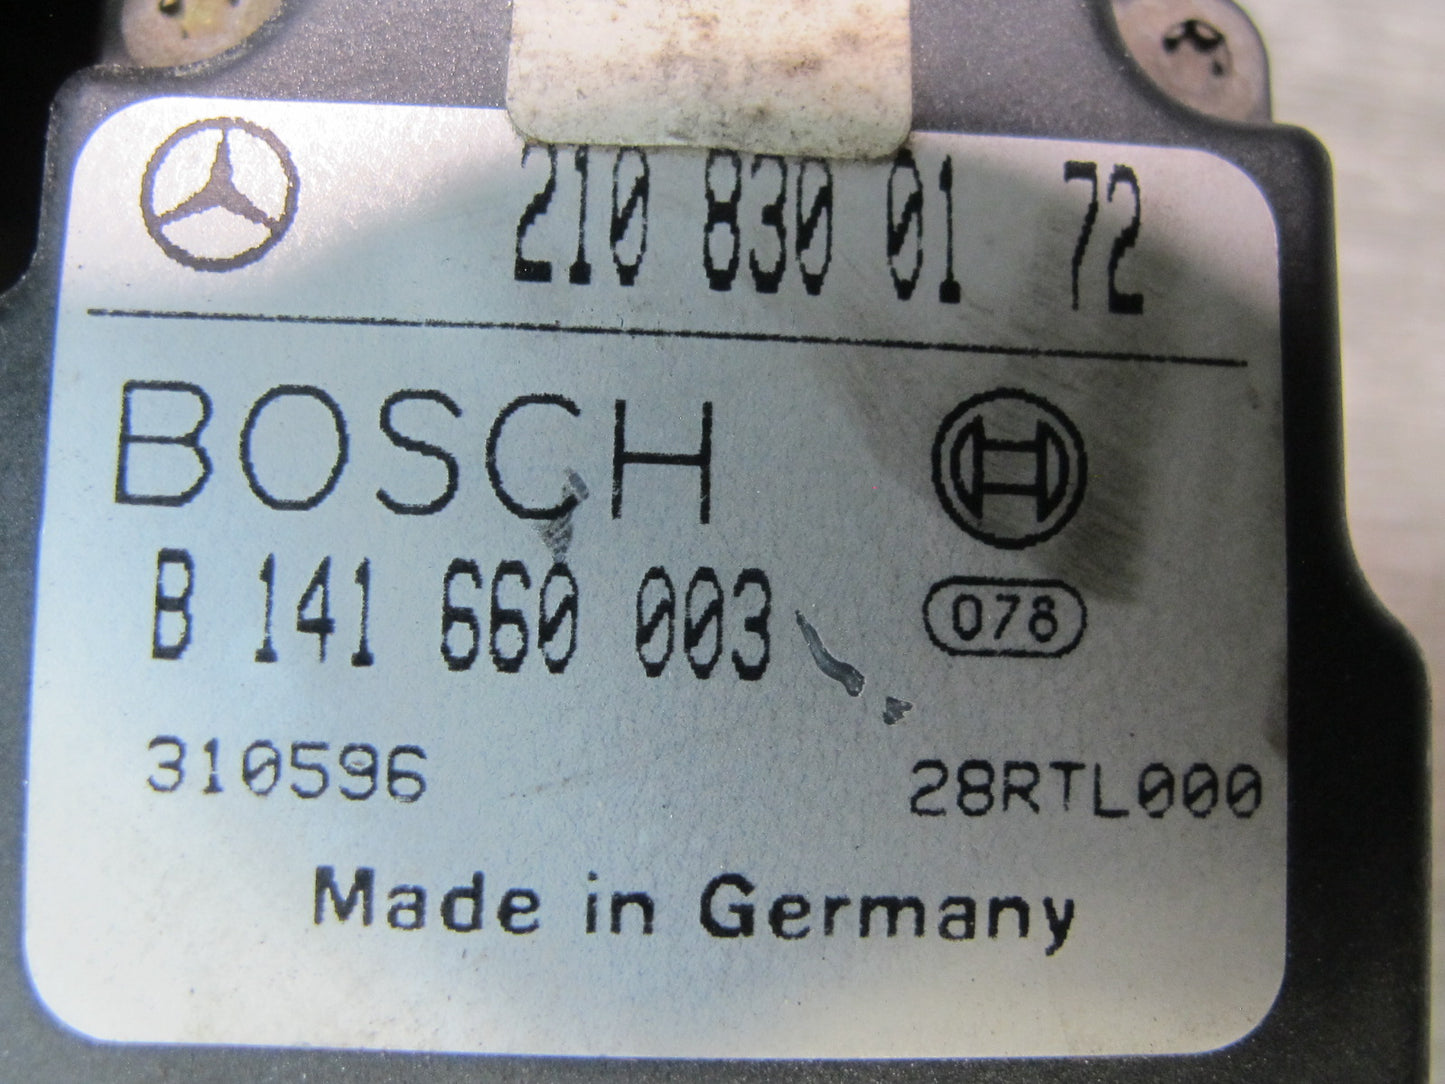 210 830 01 72
BOSCH
B 141 660 003
078
310596 28RTL000
Made in Germany